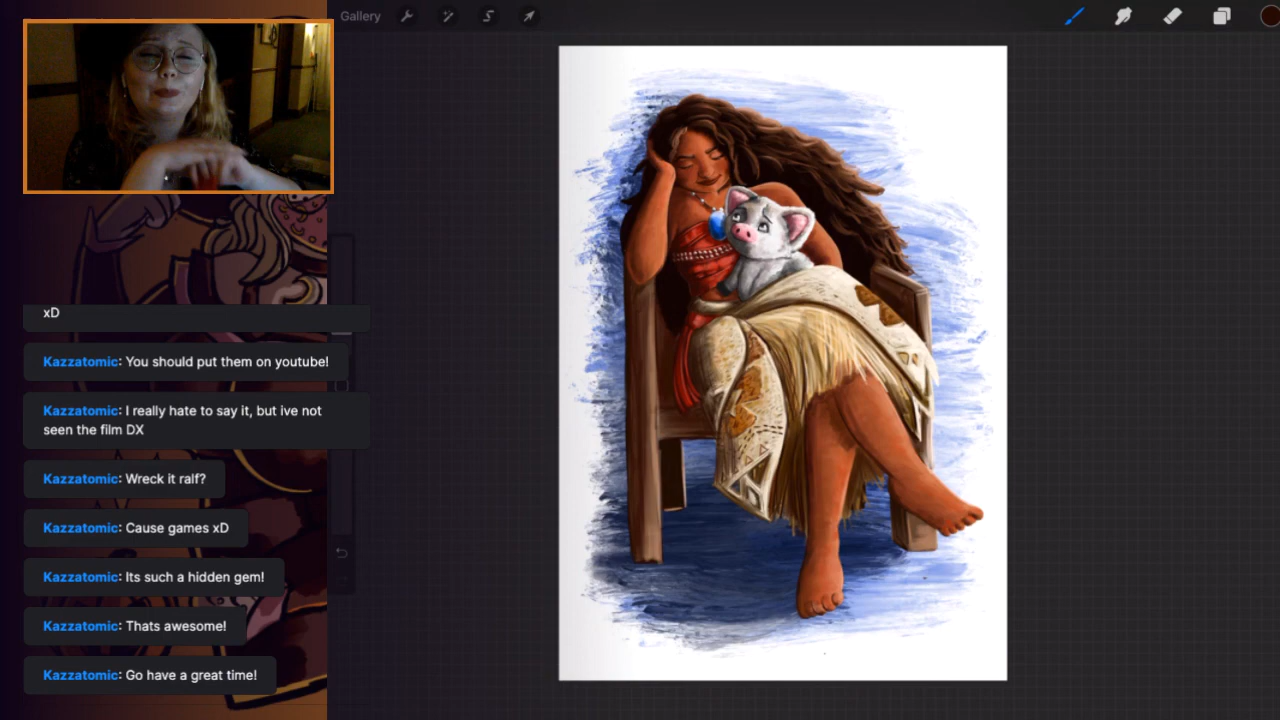 Gallery
xD
Kazzatomic: You should put them on youtube!
Kazzatomic: I really hate to say it, but ive not
seen the film DX
Kazzatomic: Wreck it ralf?
Kazzatomic: Cause games xD
Kazzatomic: Its such a hidden gem!
Kazzatomic: Thats awesome!
Kazzatomic: Go have a great time!